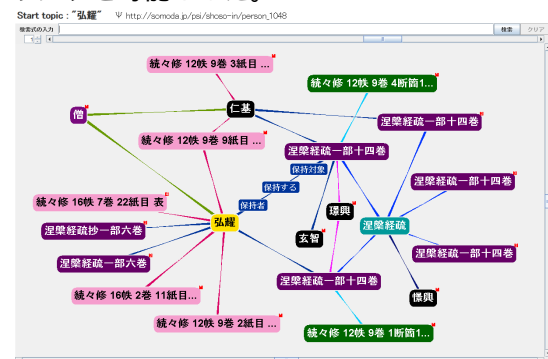 Start topic : "弘耀" Ψ http://somoda.jp/psi/shoso-in/person_1048
検索式の入力
検索 クリア
続々修 12帙 9巻 3紙目 ...
続々修 12帙 9巻 4断簡1...
僧
仁基
涅槃経疏一部十四巻
続々修 12帙 9巻 9紙目 ...
涅槃経疏一部十四巻
保持対象
涅槃経疏一部十四巻
保持する
続々修 16帙 7巻 22紙目 表
保持者
璟興
弘耀
涅槃経疏
涅槃経疏抄一部六巻
玄智
涅槃経疏一部十四巻
涅槃経疏一部六巻
涅槃経疏一部十四巻
続々修 16帙 2巻 11紙目...
憬興
続々修 12帙 9巻 2紙目 ...
続々修 12帙 9巻 1断簡1...